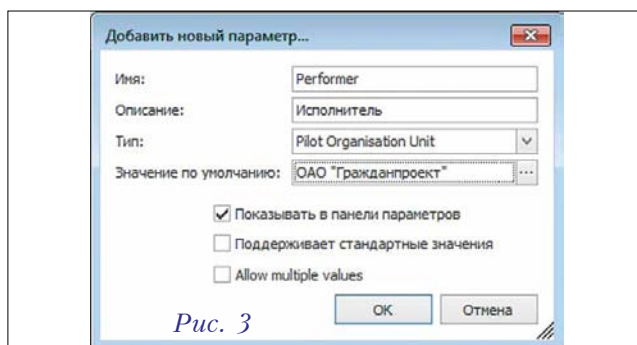 Добавить новый параметр...
Имя: Performer
Описание: Исполнитель
Тип: Pilot Organisation Unit
Значение по умолчанию: ОАО "Гражданпроект" ...
Показывать в панели параметров
Поддерживает стандартные значения
Allow multiple values
ОК Отмена
Рис. 3